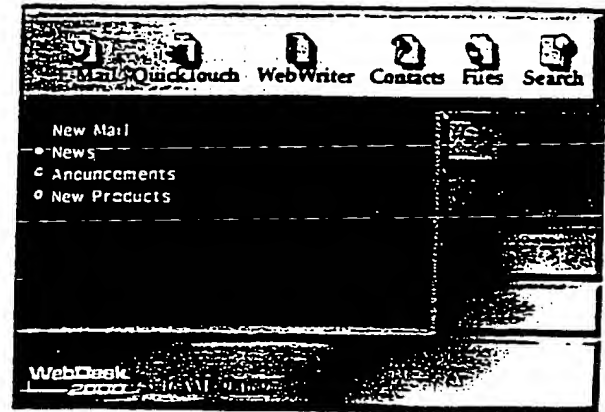 Mail QuickTouch WebWriter Contacts Files Search
New Mail
News
Anouncements
New Products
WebDesk
2000